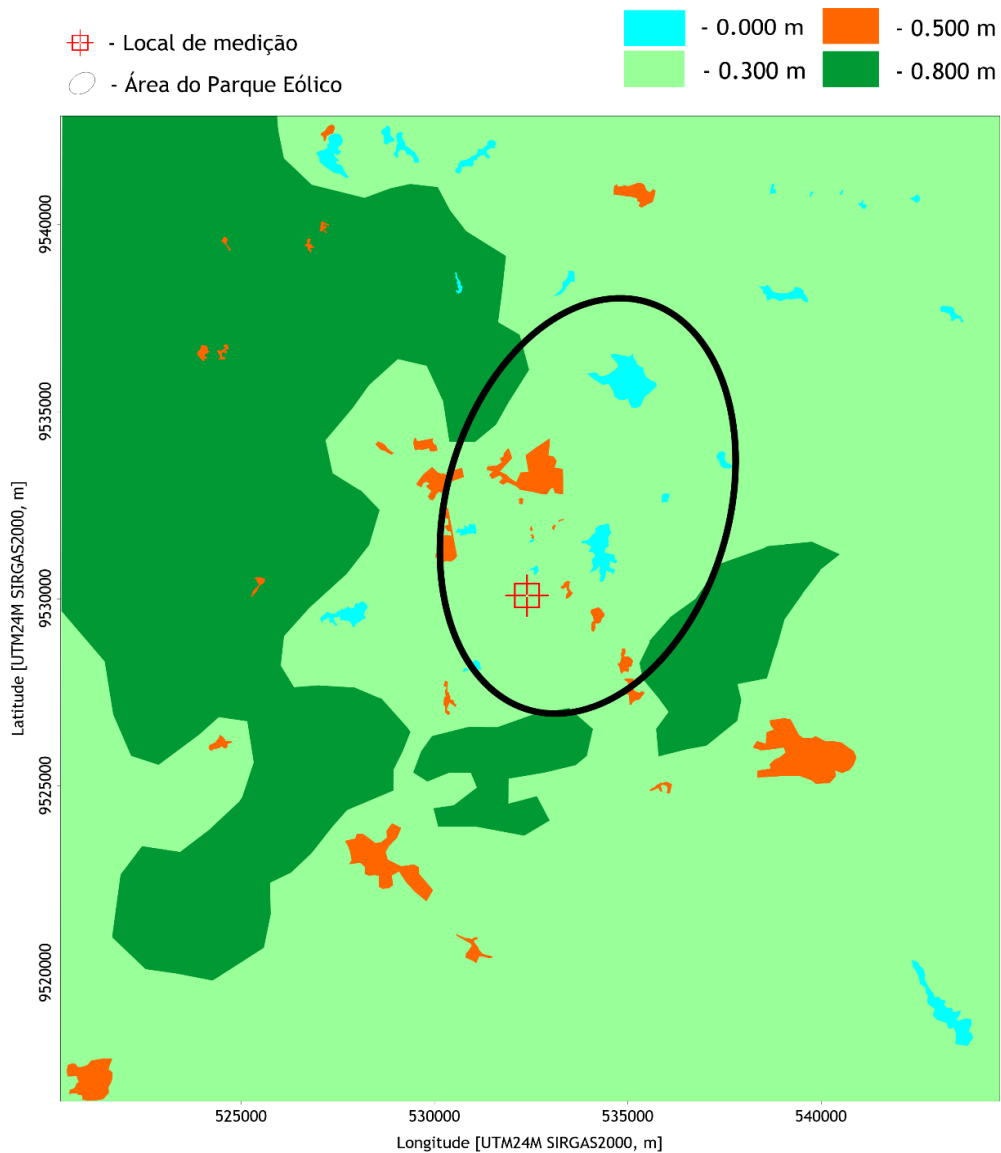 - Local de medição
- Área do Parque Eólico
- 0.000 m
- 0.500 m
- 0.300 m
- 0.800 m
9540000
9535000
9530000
9525000
9520000
Latitude [UTM24M SIRGAS2000, m]
525000
530000
535000
540000
Longitude [UTM24M SIRGAS2000, m]